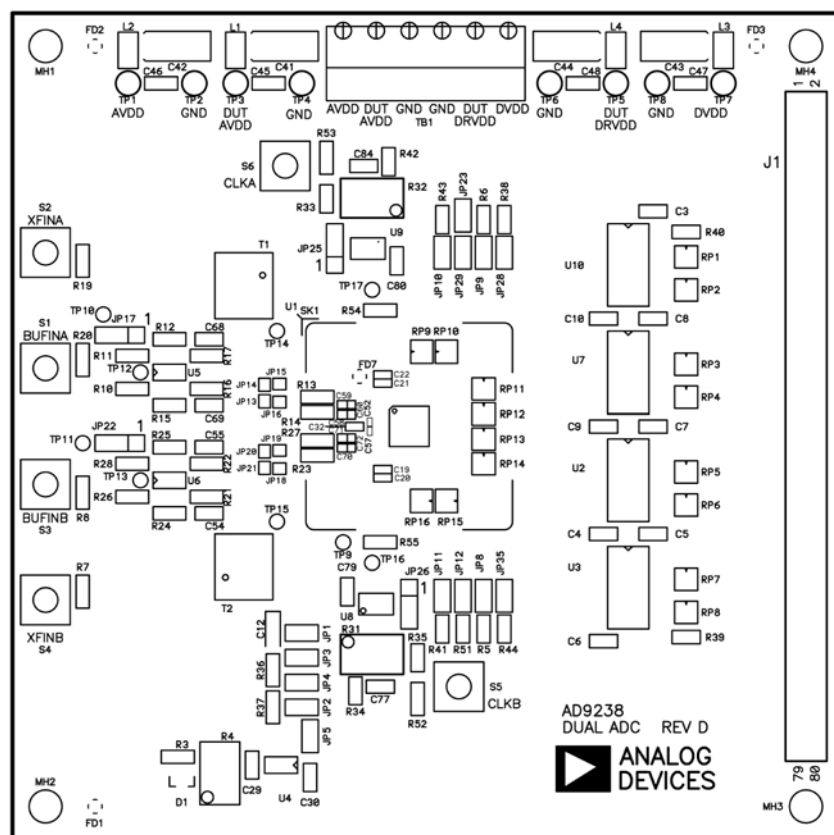 FD2 L2 L1 L4 L3 FD3
MH1 C46 C42 C45 C41 C44 C48 C43 C47 MH4
TP1 TP2 TP3 TP4 TP6 TP5 TP8 TP7
AVDD GND DUT AVDD GND
AVDD DUT AVDD GND GND DUT DRVDD DVDD
TB1
GND DUT DRVDD GND DVDD
1 2
J1
R53 C84 R42
S6 CLKA
R33 R32
R43 JP23 R6 R38
C3
R40
S2
XFINA
R19
T1
JP25
1
U9
C80
JP10 JP29 JP9 JP28
U10
RP1
RP2
TP17
R54
TP10
JP17 1
U1 SK1
C10 C8
S1
BUFINA
R20
R12 C68
R11 R17
TP12 U5
R10 R16
R15 C69
TP14
RP9 RP10
FD7
C22
C21
U7
RP3
RP4
JP14 JP15
JP13 JP16
R13
R14
C59
C60
C52
C32
C71
C57
R27
C72
C70
R23
RP11
RP12
RP13
RP14
JP22 1
TP11
R25 C55
R28 R22
TP13 U6
R26 R21
R24 C54
JP20 JP19
JP21 JP18
C19
C20
C9 C7
U2
RP5
RP6
R8
BUFINB
S3
TP15
RP16 RP15
R55
TP9
TP16
C4 C5
C79
JP26
1
JP11 JP12 JP8 JP35
U3
RP7
RP8
R7
XFINB
S4
T2
U8
R31
C12
JP1
JP3
JP4
JP2
JP5
R36
R37
R35
R41 R51 R5 R44
C6
R39
R34 C77
R52
S5
CLKB
R3 R4
D1
C29 U4 C30
AD9238
DUAL ADC REV D
ANALOG
DEVICES
79 80
MH2
FD1
MH3